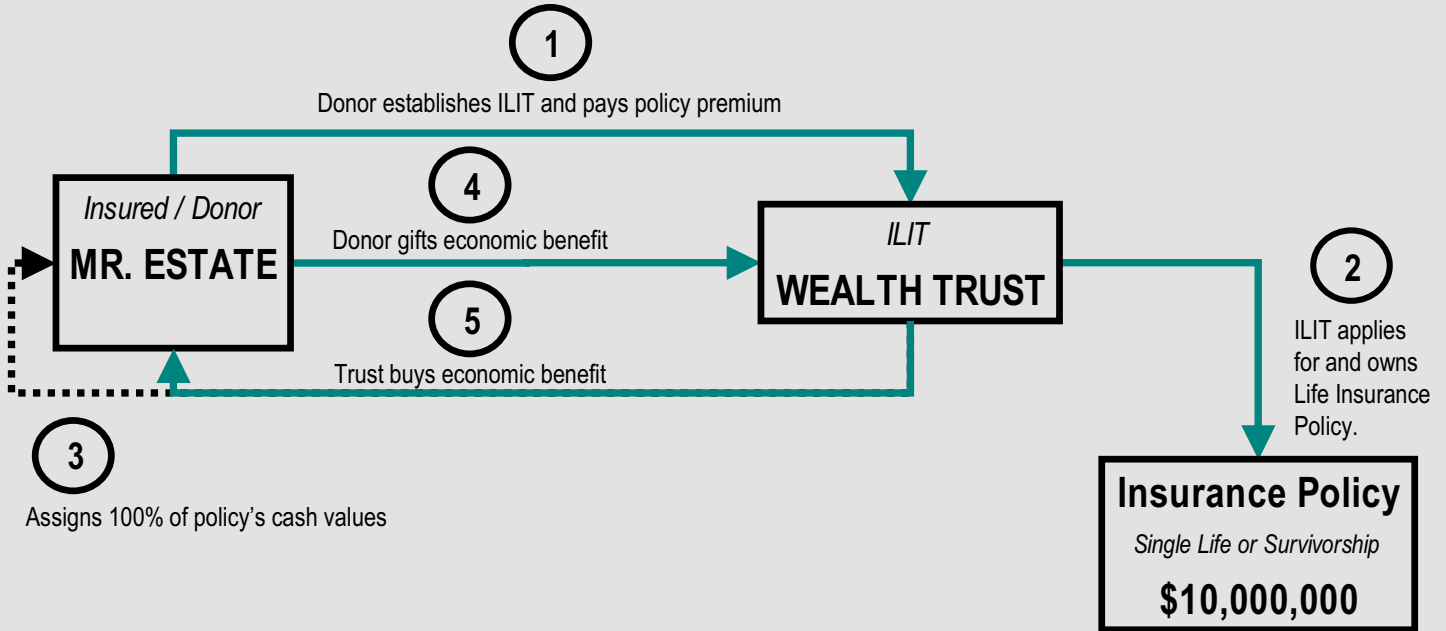 1
Donor establishes ILIT and pays policy premium
Insured / Donor
MR. ESTATE
4
Donor gifts economic benefit
ILIT
WEALTH TRUST
2
ILIT applies
for and owns
Life Insurance
Policy.
5
Trust buys economic benefit
3
Assigns 100% of policy's cash values
Insurance Policy
Single Life or Survivorship
$10,000,000